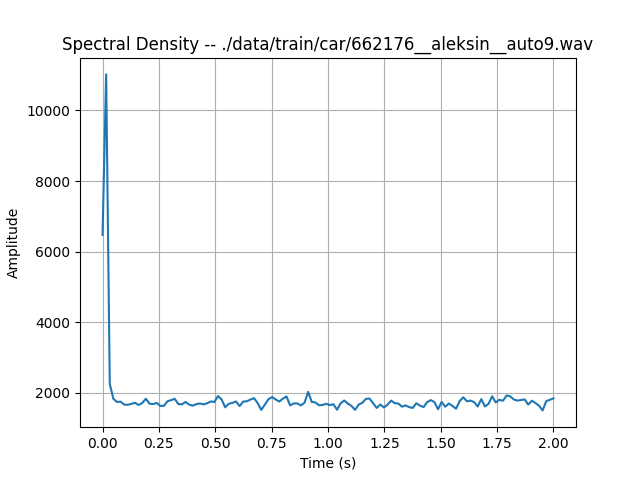 Spectral Density -- ./data/train/car/662176__aleksin__auto9.wav
10000
8000
6000
4000
2000
Amplitude
0.00 0.25 0.50 0.75 1.00 1.25 1.50 1.75 2.00
Time (s)